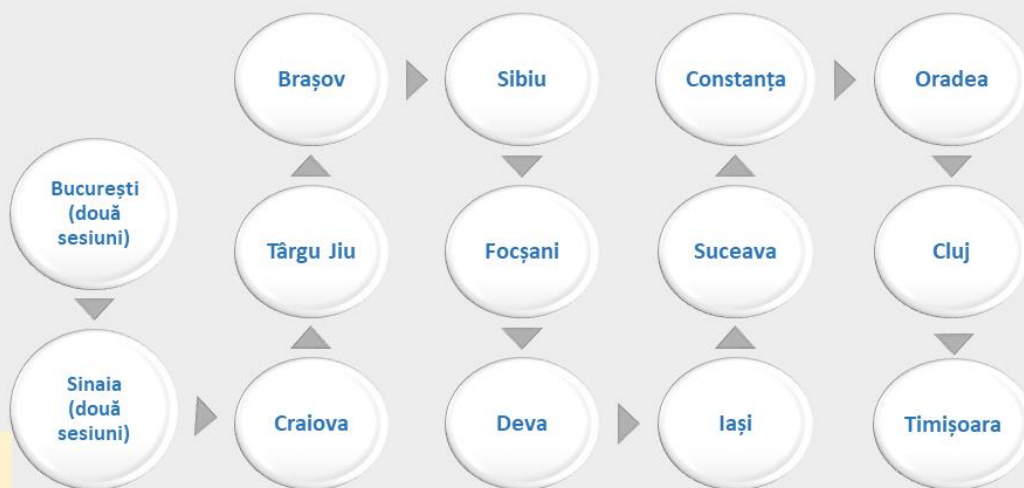 București
(două
sesiuni)
Sinaia
(două
sesiuni)
Craiova
Târgu Jiu
Brașov
Sibiu
Focșani
Deva
Iași
Suceava
Constanța
Oradea
Cluj
Timișoara